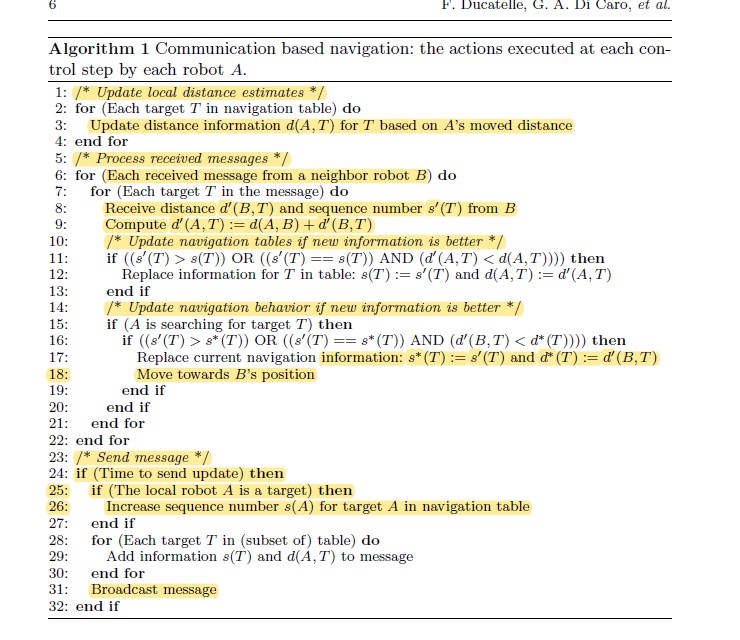 6
F. Ducatelle, G. A. Di Caro, et al.
Algorithm 1 Communication based navigation: the actions executed at each con-
trol step by each robot A.
1: /* Update local distance estimates */
2: for (Each target T in navigation table) do
3: Update distance information d(A, T) for T based on A's moved distance
4: end for
5: /* Process received messages */
6: for (Each received message from a neighbor robot B) do
7: for (Each target T in the message) do
8: Receive distance d′(B, T) and sequence number s′(T) from B
9: Compute d′(A, T) := d(A, B) + d′(B, T)
10: /* Update navigation tables if new information is better */
11: if ((s′(T) > s(T)) OR ((s′(T) == s(T)) AND (d′(A, T) < d(A, T)))) then
12: Replace information for T in table: s(T) := s′(T) and d(A, T) := d′(A, T)
13: end if
14: /* Update navigation behavior if new information is better */
15: if (A is searching for target T) then
16: if ((s′(T) > s*(T)) OR ((s′(T) == s*(T)) AND (d′(B, T) < d*(T)))) then
17: Replace current navigation information: s*(T) := s′(T) and d*(T) := d′(B, T)
18: Move towards B's position
19: end if
20: end if
21: end for
22: end for
23: /* Send message */
24: if (Time to send update) then
25: if (The local robot A is a target) then
26: Increase sequence number s(A) for target A in navigation table
27: end if
28: for (Each target T in (subset of) table) do
29: Add information s(T) and d(A, T) to message
30: end for
31: Broadcast message
32: end if